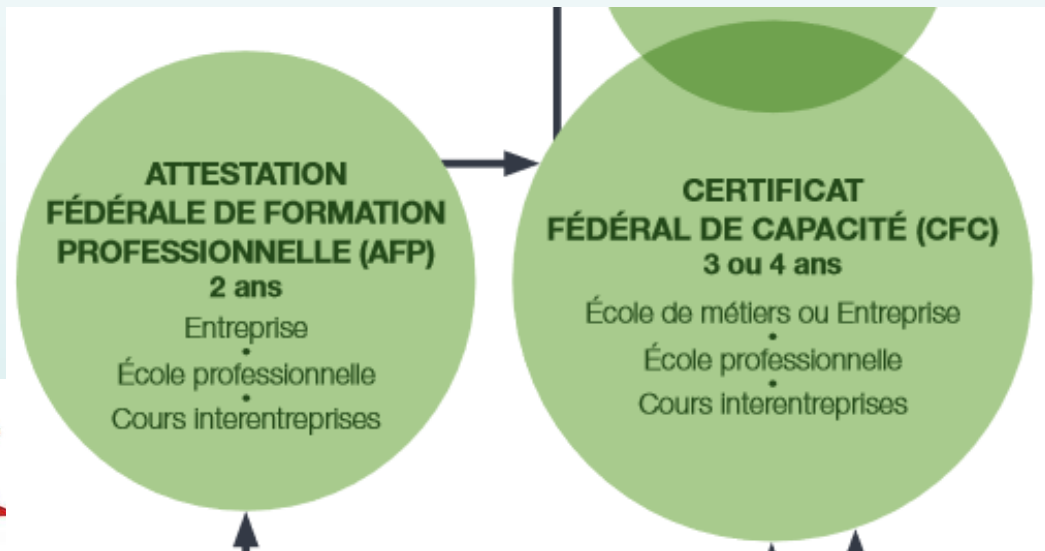 ATTESTATION
FÉDÉRALE DE FORMATION
PROFESSIONNELLE (AFP)
2 ans
Entreprise
•
École professionnelle
•
Cours interentreprises
CERTIFICAT
FÉDÉRAL DE CAPACITÉ (CFC)
3 ou 4 ans
École de métiers ou Entreprise
•
École professionnelle
•
Cours interentreprises